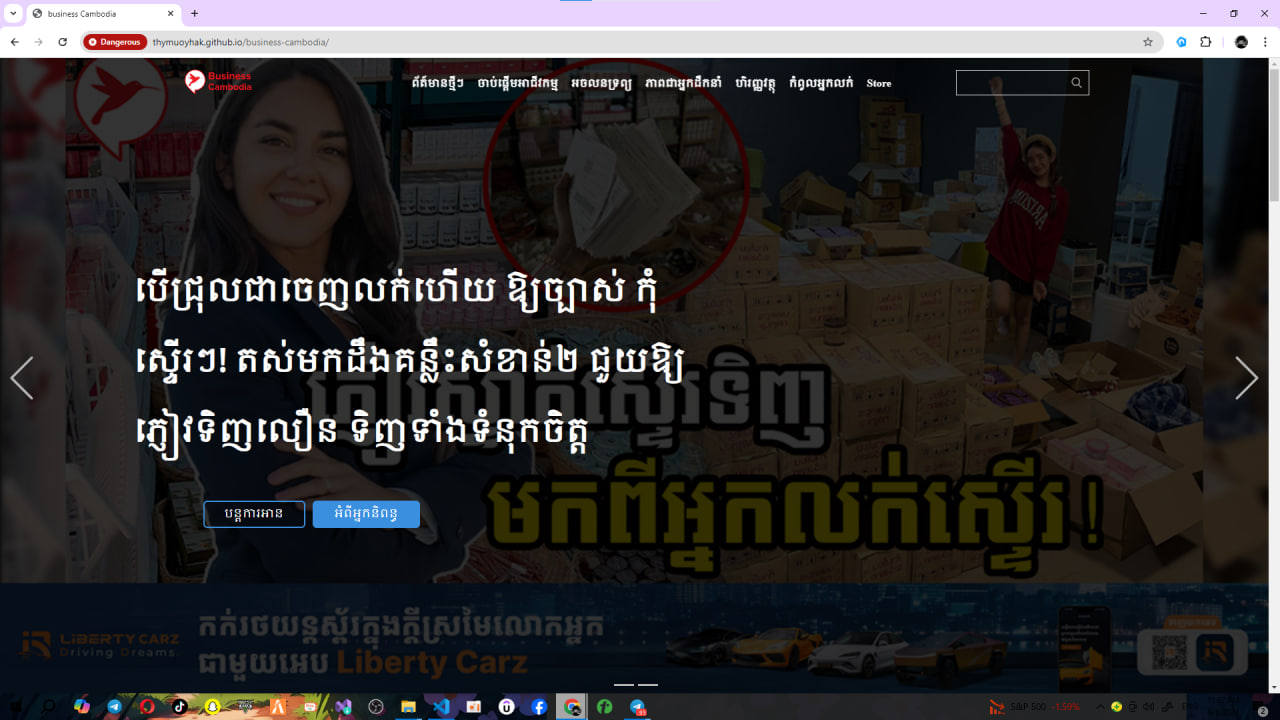 business Cambodia
Dangerous
thymuoyhak.github.io/business-cambodia/
Business
Cambodia
ព័ត៌មានថ្មីៗ
ចាប់ផ្តើមអាជីវកម្ម
អចលនទ្រព្យ
ភាពជាអ្នកដឹកនាំ
ហិរញ្ញវត្ថុ
កំពូលអ្នកលក់
Store
បើជ្រុលជាចេញលក់ហើយ ឱ្យច្បាស់ កុំ
ស្ទើរៗ! តស់មកដឹងគន្លឹះសំខាន់២ ជួយឱ្យ
ភ្ញៀវទិញលឿន ទិញទាំងទំនុកចិត្ត
ភ្ញៀវស្ទាក់ស្ទើរទិញ
មកពីអ្នកលក់ស្ទើរ!
បន្តការអាន
អំពីអ្នកនិពន្ធ
LIBERTY CARZ
Driving Dreams.
កក់រថយន្តស្ព័រក្នុងក្តីស្រមៃលោកអ្នក
ជាមួយអេប Liberty Carz
S&P 500 -1.59%
ENG